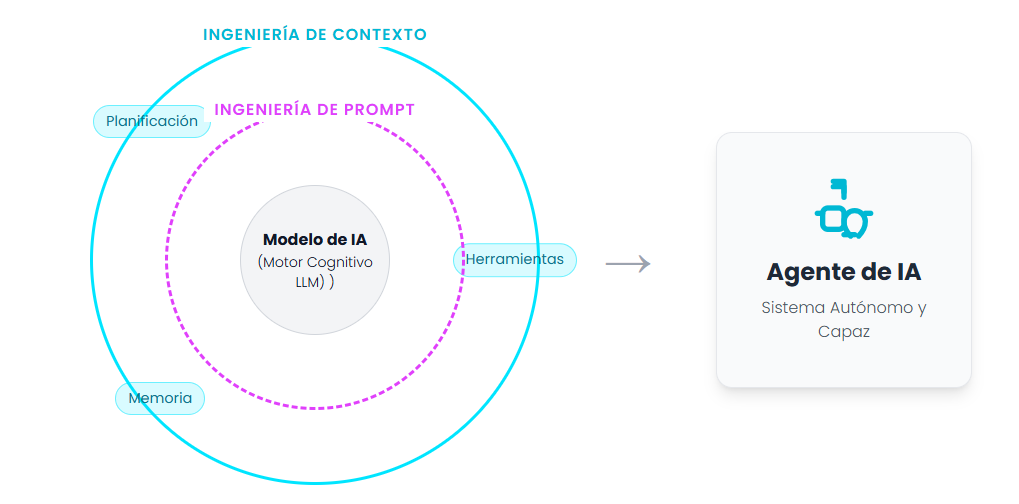 INGENIERÍA DE CONTEXTO
INGENIERÍA DE PROMPT
Planificación
Modelo de IA
(Motor Cognitivo
LLM) )
Herramientas
Memoria
Agente de IA
Sistema Autónomo y
Capaz